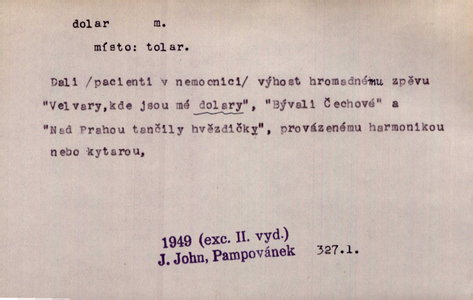 dolar m.
místo: tolar.
Dali /pacienti v nemocnici/ výhost hromadnému zpěvu
"Velvary,kde jsou mé dolary", "Bývali Čechové" a
"Nad Prahou tančily hvězdičky", provázenému harmonikou
nebo kytarou,
1949 (exc. II. vyd.)
J. John, Pampovánek 327.1.